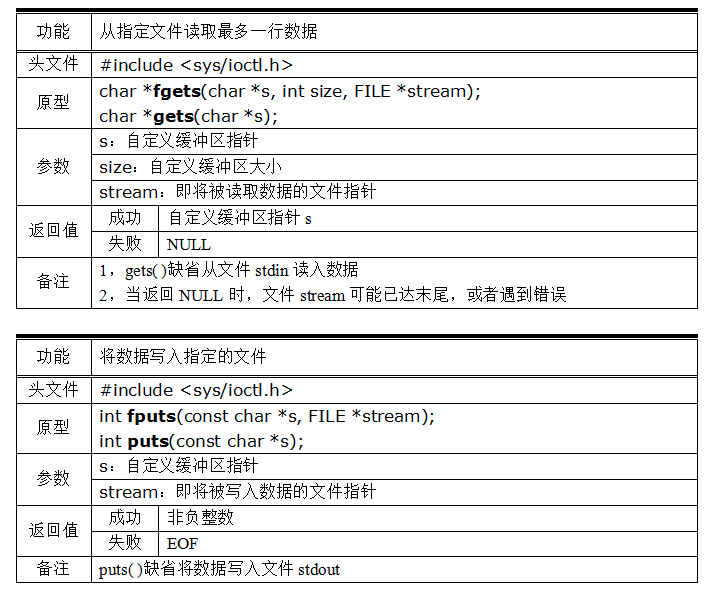 功能 从指定文件读取最多一行数据
头文件 #include <sys/ioctl.h>
原型 char *fgets(char *s, int size, FILE *stream);
char *gets(char *s);
参数 s：自定义缓冲区指针
size：自定义缓冲区大小
stream：即将被读取数据的文件指针
返回值 成功 自定义缓冲区指针 s
失败 NULL
备注 1，gets( )缺省从文件 stdin 读入数据
2，当返回 NULL 时，文件 stream 可能已达末尾，或者遇到错误
功能 将数据写入指定的文件
头文件 #include <sys/ioctl.h>
原型 int fputs(const char *s, FILE *stream);
int puts(const char *s);
参数 s：自定义缓冲区指针
stream：即将被写入数据的文件指针
返回值 成功 非负整数
失败 EOF
备注 puts( )缺省将数据写入文件 stdout